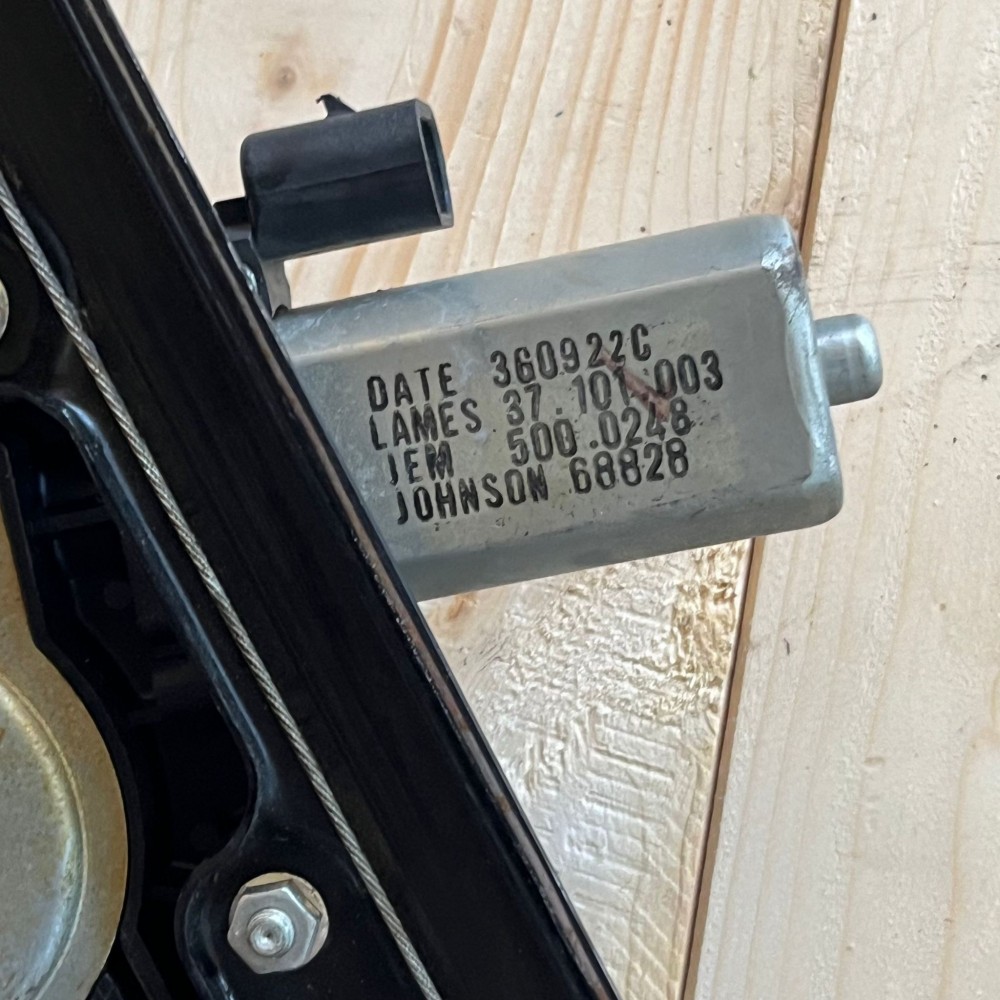 DATE 360922C
LAMES 37.101.003
JEM 500.0248
JOHNSON 68828